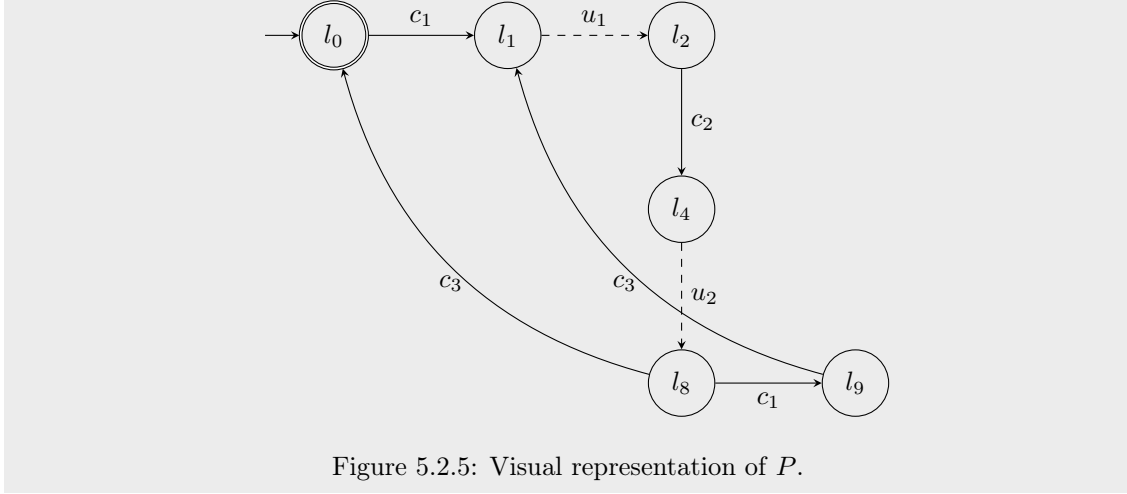 l₀ c₁ l₁ u₁ l₂
c₂
l₄
c₃ c₃ u₂
l₈ c₁ l₉
Figure 5.2.5: Visual representation of P.